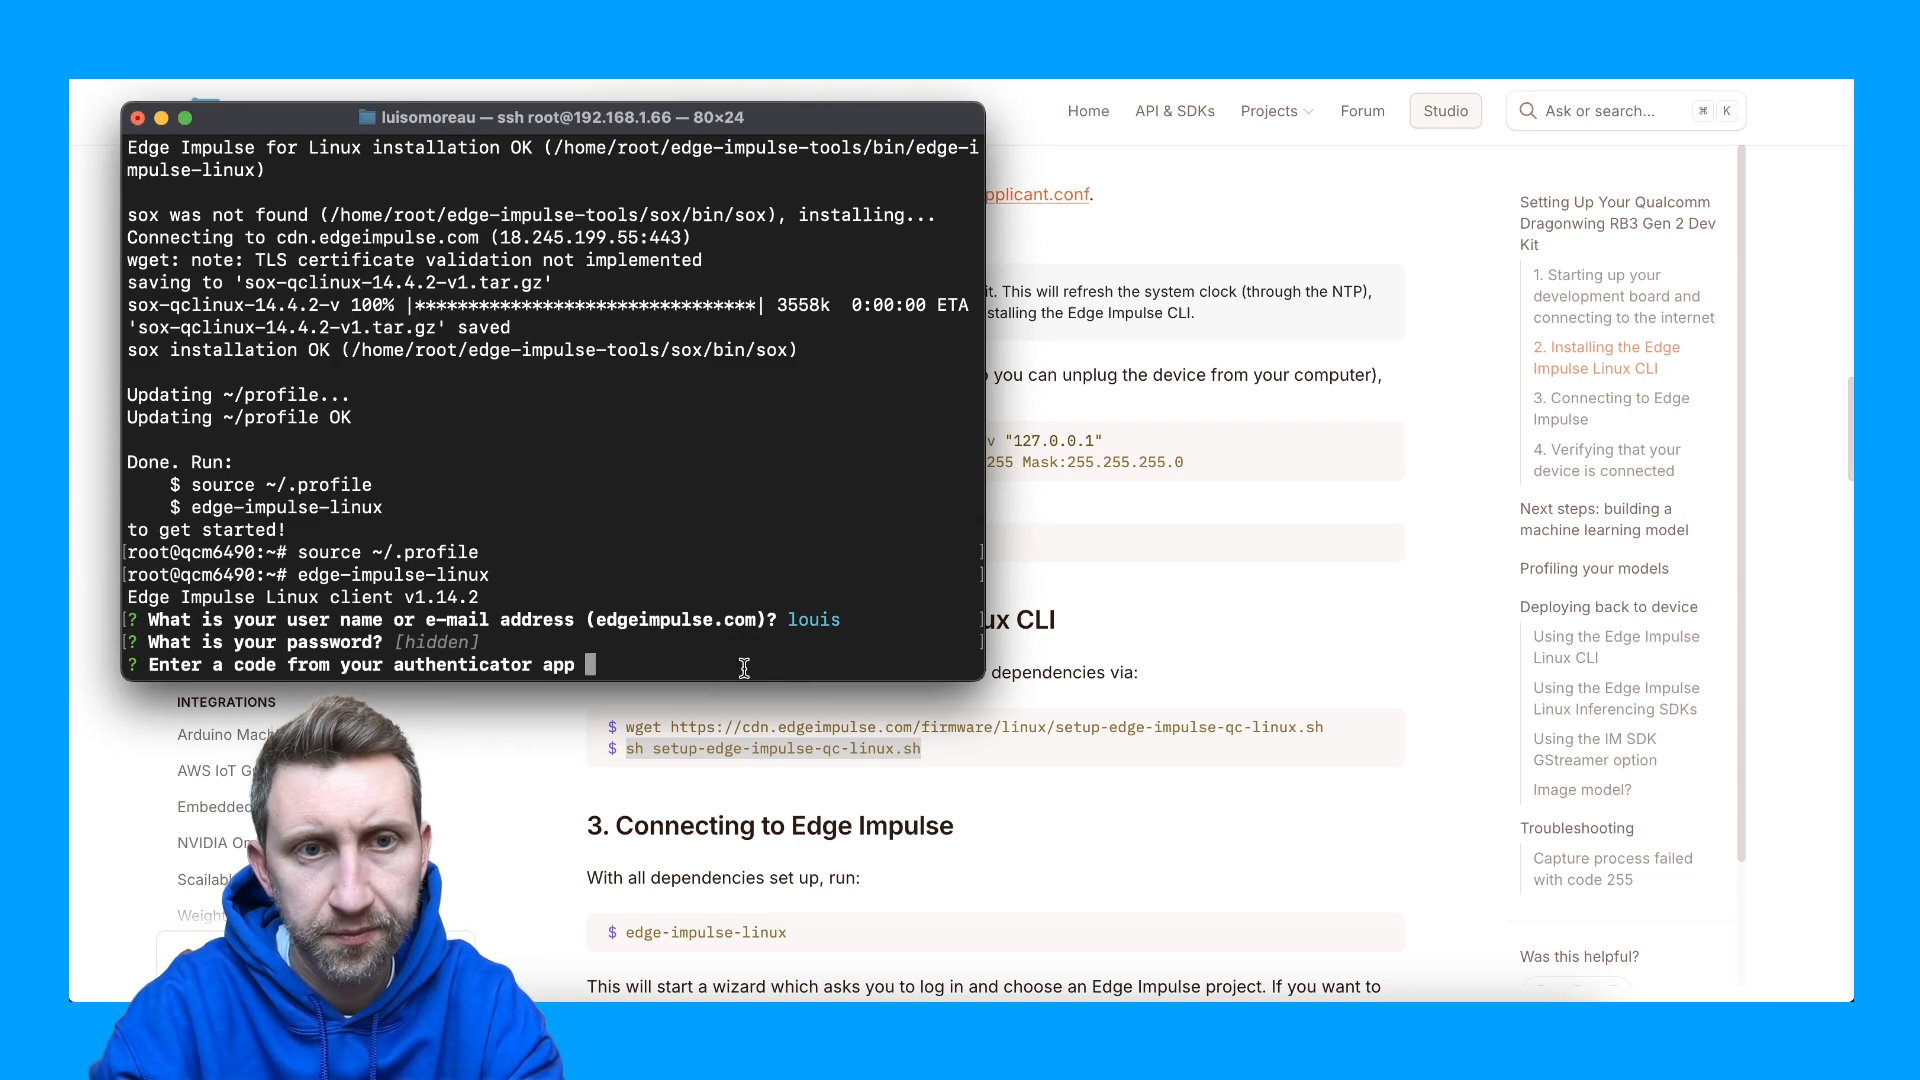 luisomoreau — ssh root@192.168.1.66 — 80×24
Edge Impulse for Linux installation OK (/home/root/edge-impulse-tools/bin/edge-i
mpulse-linux)
sox was not found (/home/root/edge-impulse-tools/sox/bin/sox), installing...
Connecting to cdn.edgeimpulse.com (18.245.199.55:443)
wget: note: TLS certificate validation not implemented
saving to 'sox-qclinux-14.4.2-v1.tar.gz'
sox-qclinux-14.4.2-v 100% |********************************| 3558k  0:00:00 ETA
'sox-qclinux-14.4.2-v1.tar.gz' saved
sox installation OK (/home/root/edge-impulse-tools/sox/bin/sox)
Updating ~/profile...
Updating ~/profile OK
Done. Run:
$ source ~/.profile
$ edge-impulse-linux
to get started!
[root@qcm6490:~# source ~/.profile ]
[root@qcm6490:~# edge-impulse-linux ]
Edge Impulse Linux client v1.14.2
[? What is your user name or e-mail address (edgeimpulse.com)? louis ]
[? What is your password? [hidden] ]
? Enter a code from your authenticator app
Home
API & SDKs
Projects
Forum
Studio
Ask or search...
⌘ K
pplicant.conf.
it. This will refresh the system clock (through the NTP),
stalling the Edge Impulse CLI.
you can unplug the device from your computer),
v "127.0.0.1"
255 Mask:255.255.255.0
ux CLI
dependencies via:
$ wget https://cdn.edgeimpulse.com/firmware/linux/setup-edge-impulse-qc-linux.sh
$ sh setup-edge-impulse-qc-linux.sh
3. Connecting to Edge Impulse
With all dependencies set up, run:
$ edge-impulse-linux
This will start a wizard which asks you to log in and choose an Edge Impulse project. If you want to
INTEGRATIONS
Arduino Mach
AWS IoT G
Embedded
NVIDIA Om
Scailab
Weight
Setting Up Your Qualcomm
Dragonwing RB3 Gen 2 Dev
Kit
1. Starting up your
development board and
connecting to the internet
2. Installing the Edge
Impulse Linux CLI
3. Connecting to Edge
Impulse
4. Verifying that your
device is connected
Next steps: building a
machine learning model
Profiling your models
Deploying back to device
Using the Edge Impulse
Linux CLI
Using the Edge Impulse
Linux Inferencing SDKs
Using the IM SDK
GStreamer option
Image model?
Troubleshooting
Capture process failed
with code 255
Was this helpful?